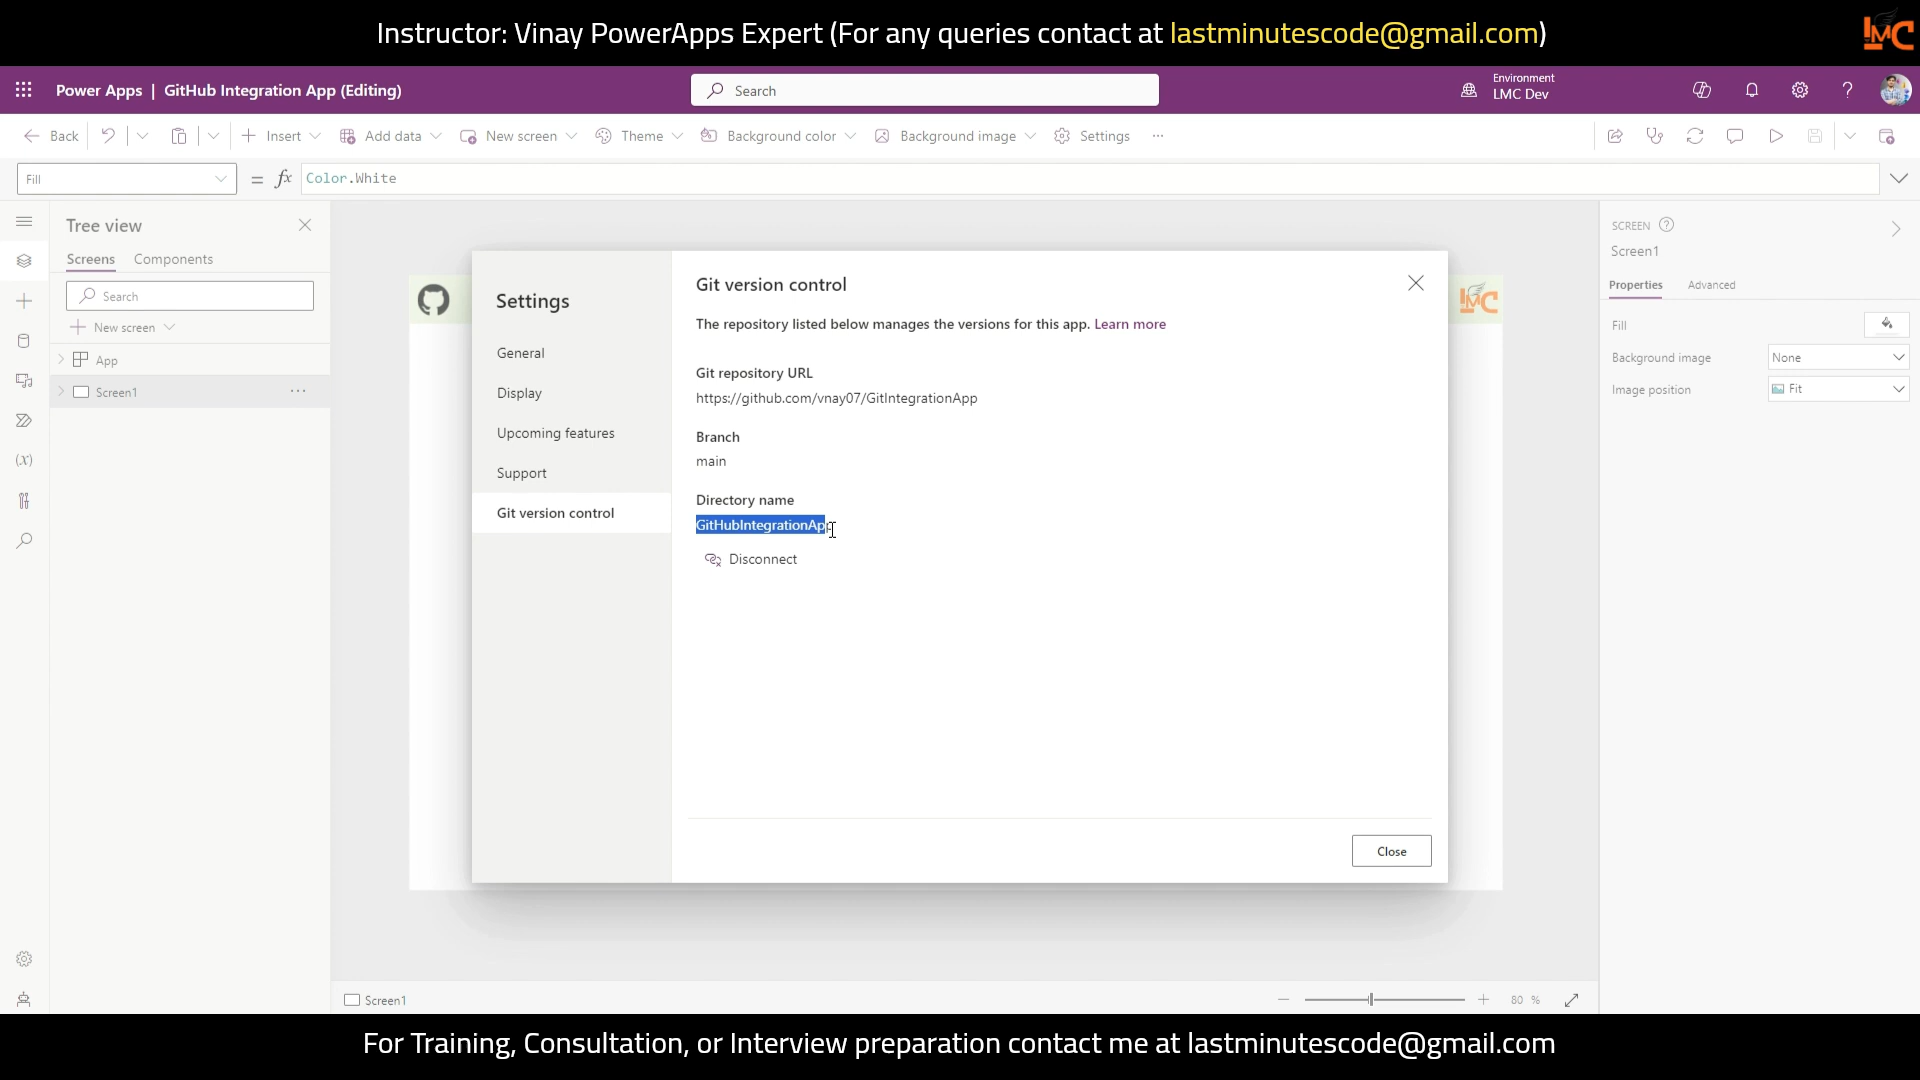 Instructor: Vinay PowerApps Expert (For any queries contact at lastminutescode@gmail.com)
LMC
Power Apps | GitHub Integration App (Editing)
Search
Environment
LMC Dev
Back
Insert
Add data
New screen
Theme
Background color
Background image
Settings
Fill
= fx Color.White
Tree view
Screens Components
Search
New screen
App
Screen1
Settings
General
Display
Upcoming features
Support
Git version control
Git version control
The repository listed below manages the versions for this app. Learn more
Git repository URL
https://github.com/vnay07/GitIntegrationApp
Branch
main
Directory name
GitHubIntegrationApp
Disconnect
Close
LMC
SCREEN
Screen1
Properties Advanced
Fill
Background image None
Image position Fit
Screen1
80 %
For Training, Consultation, or Interview preparation contact me at lastminutescode@gmail.com